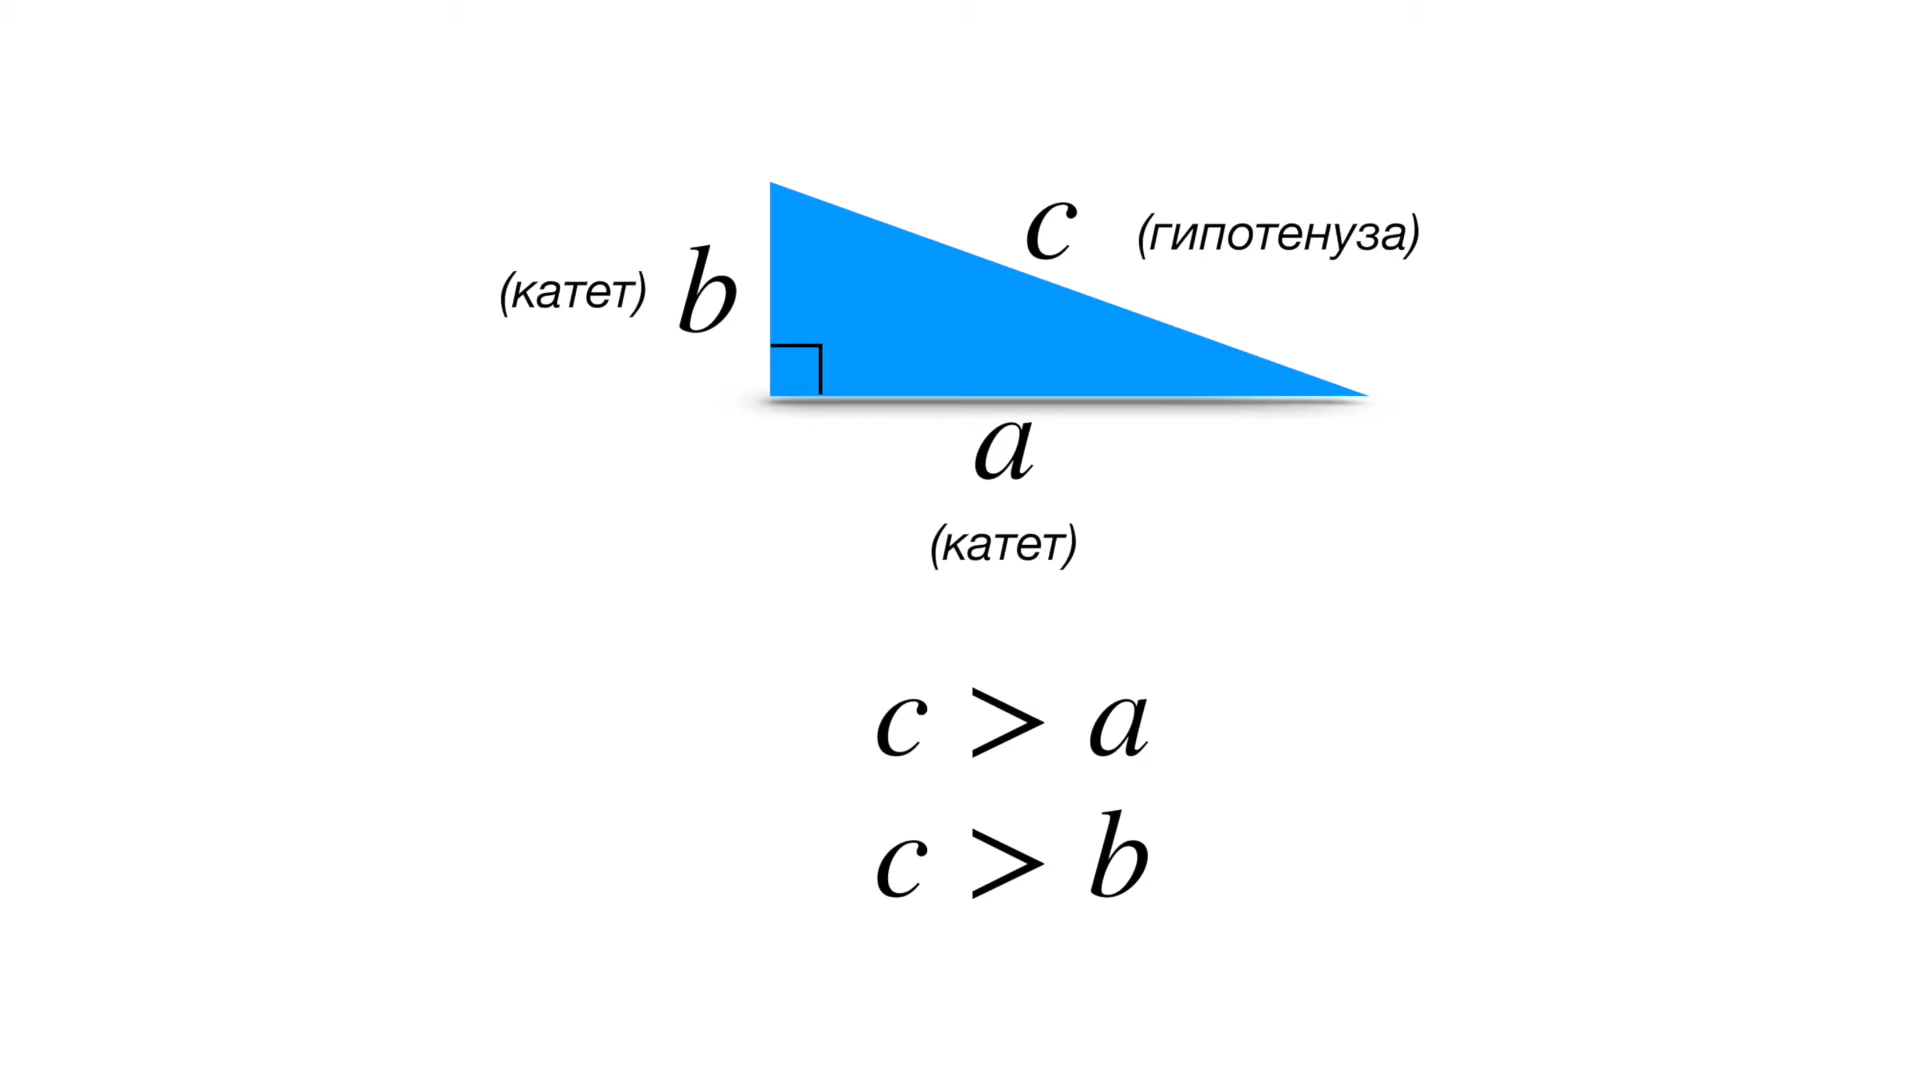 c (гипотенуза)
(катет) b
a
(катет)
c > a
c > b